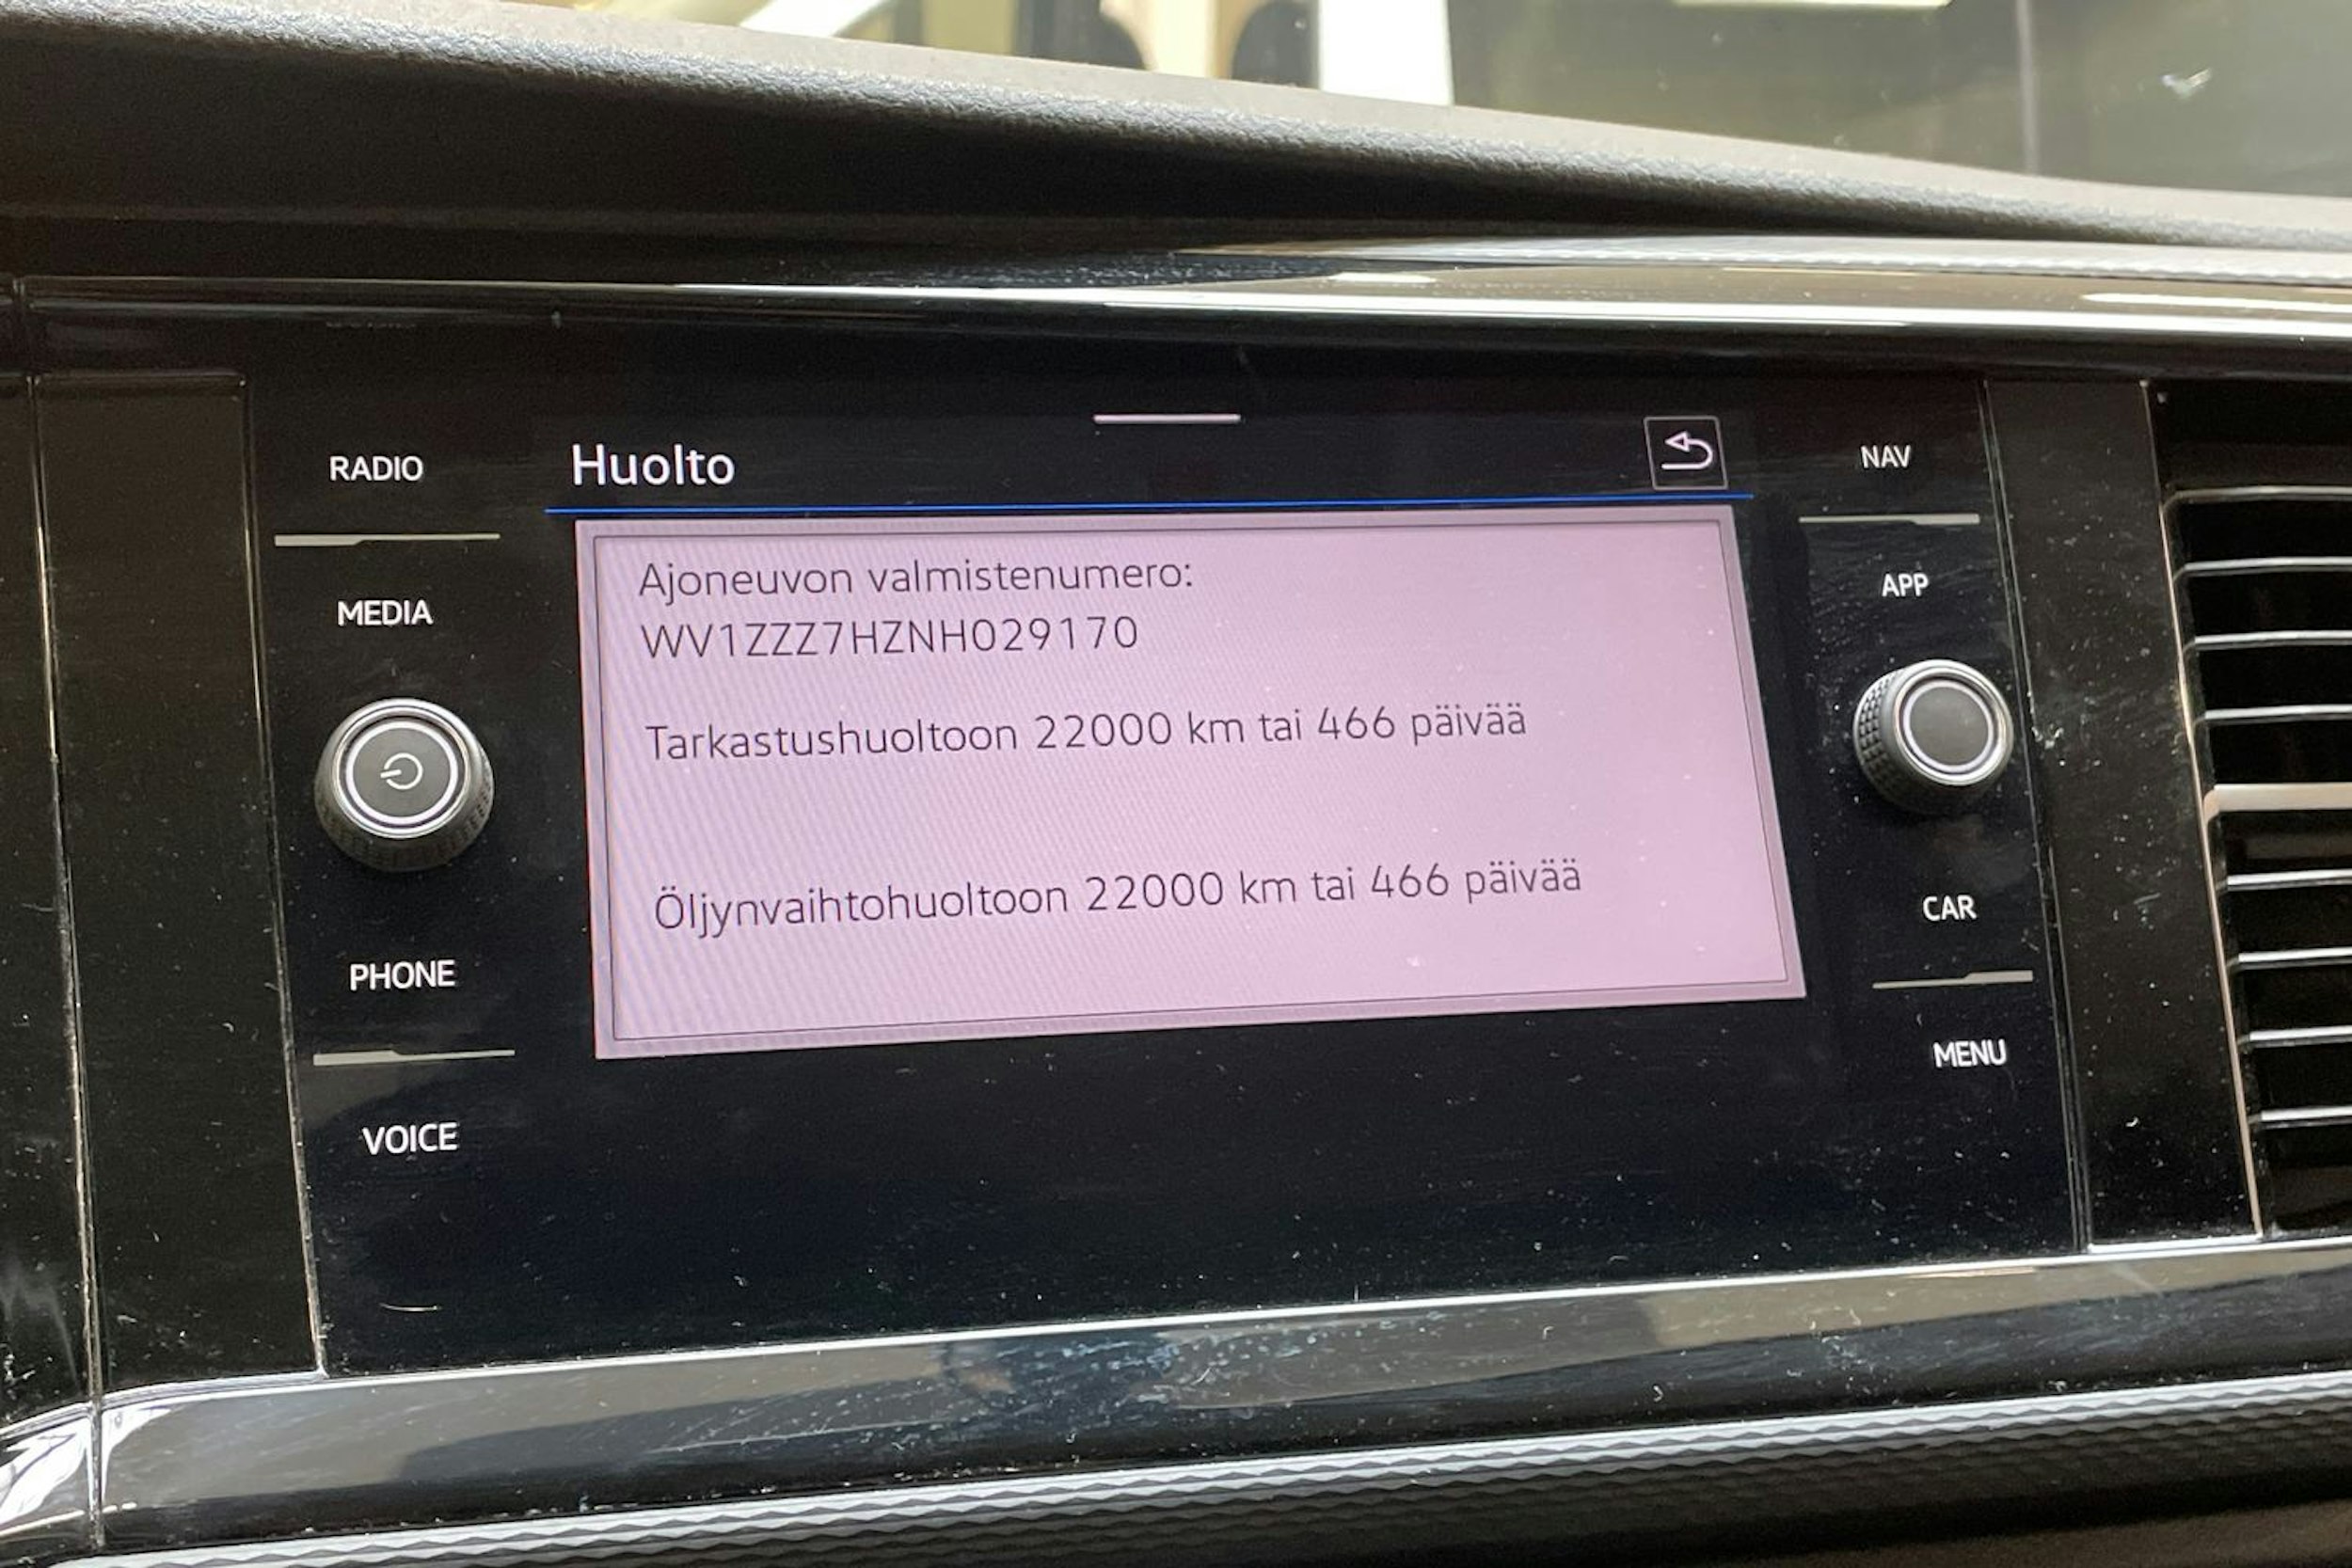 Huolto
RADIO
MEDIA
PHONE
VOICE
Ajoneuvon valmistenumero:
WV1ZZZ7HZNH029170
Tarkastushuoltoon 22000 km tai 466 päivää
Öljynvaihtohuoltoon 22000 km tai 466 päivää
NAV
APP
CAR
MENU